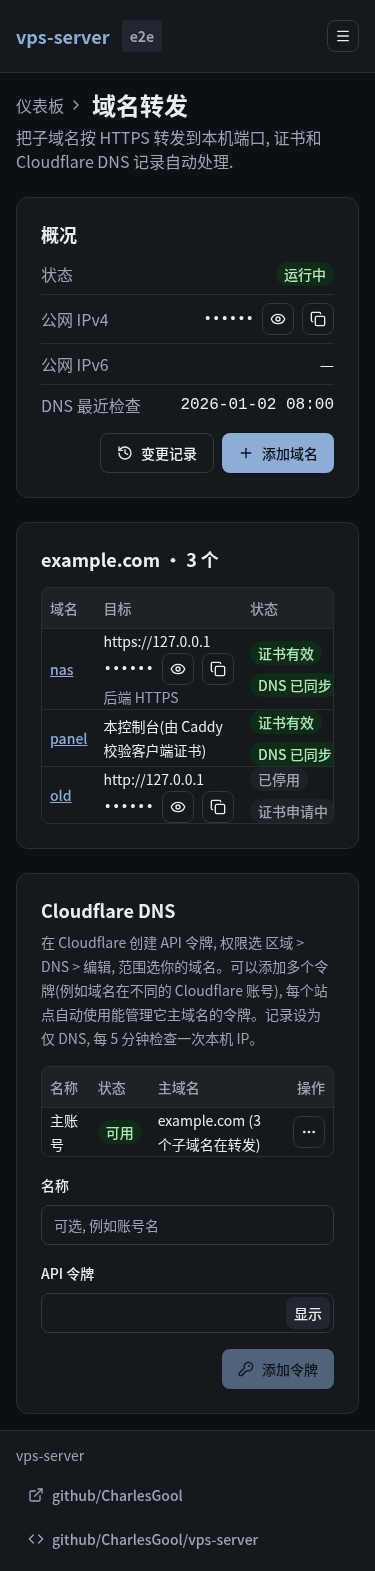 vps-server e2e
仪表板 > 域名转发
把子域名按 HTTPS 转发到本机端口, 证书和
Cloudflare DNS 记录自动处理.
概况
状态 运行中
公网 IPv4 ••••••
公网 IPv6 —
DNS 最近检查 2026-01-02 08:00
变更记录 添加域名
example.com · 3 个
域名 目标 状态
nas
https://127.0.0.1
••••••
后端 HTTPS
证书有效
DNS 已同步
panel
本控制台(由 Caddy
校验客户端证书)
证书有效
DNS 已同步
old
http://127.0.0.1
••••••
已停用
证书申请中
Cloudflare DNS
在 Cloudflare 创建 API 令牌, 权限选 区域 >
DNS > 编辑, 范围选你的域名。可以添加多个令
牌(例如域名在不同的 Cloudflare 账号), 每个站
点自动使用能管理它主域名的令牌。记录设为
仅 DNS, 每 5 分钟检查一次本机 IP。
名称 状态 主域名 操作
主账
号
可用
example.com (3
个子域名在转发)
名称
可选, 例如账号名
API 令牌
显示
添加令牌
vps-server
github/CharlesGool
github/CharlesGool/vps-server